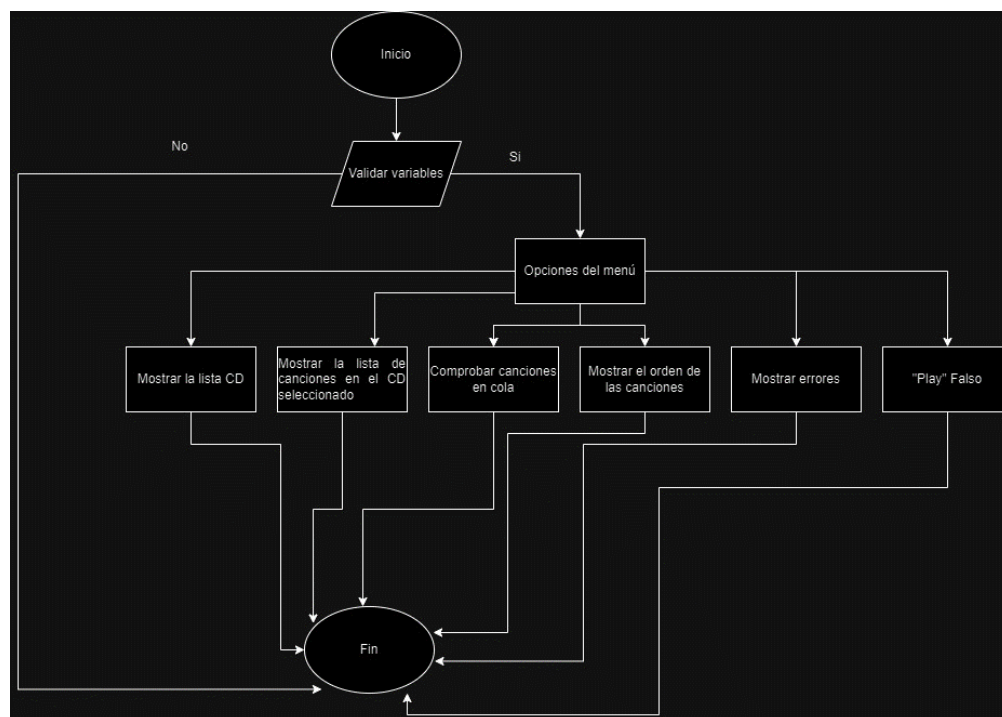 Inicio
No
Si
Validar variables
Opciones del menú
Mostrar la lista CD
Mostrar la lista de
canciones en el CD
seleccionado
Comprobar canciones
en cola
Mostrar el orden de
las canciones
Mostrar errores
"Play" Falso
Fin